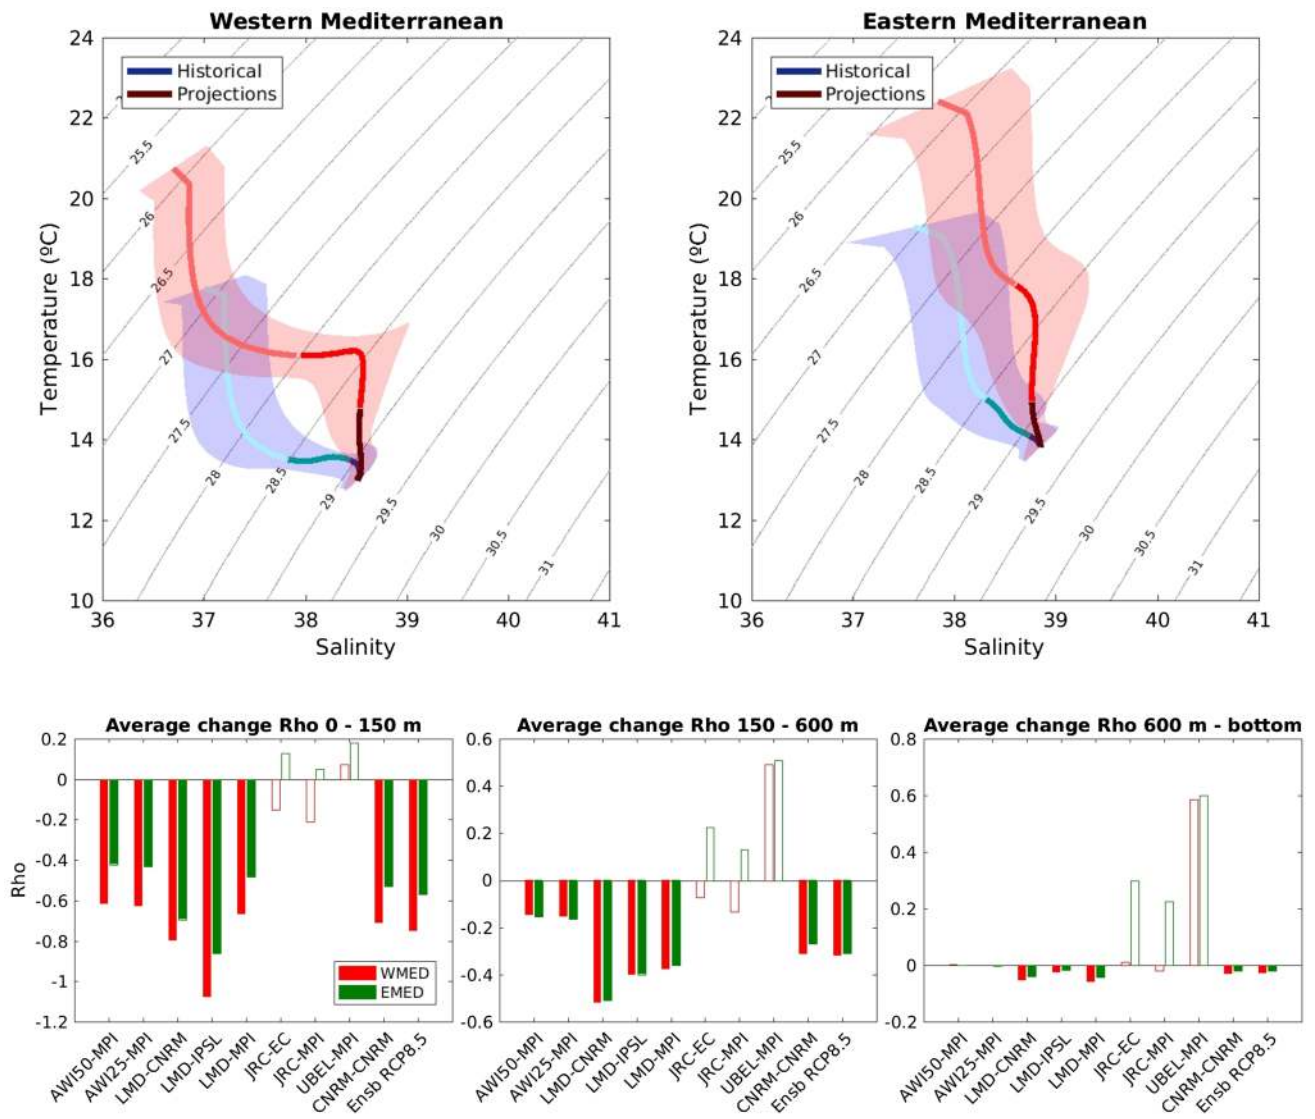 Western Mediterranean
24
22
20
18
16
14
12
10
Temperature (ºC)
Historical
Projections
25.5
26
26.5
27
27.5
28
28.5
29
29.5
30
30.5
31
36 37 38 39 40 41
Salinity
Eastern Mediterranean
24
22
20
18
16
14
12
10
Temperature (ºC)
Historical
Projections
25.5
26
26.5
27
27.5
28
28.5
29
29.5
30
30.5
31
36 37 38 39 40 41
Salinity
Average change Rho 0 - 150 m
0.2
0
-0.2
-0.4
-0.6
-0.8
-1
-1.2
Rho
WMED
EMED
AWI50-MPI
AWI25-MPI
LMD-CNRM
LMD-IPSL
LMD-MPI
JRC-EC
JRC-MPI
UBEL-MPI
CNRM-CNRM
Ensb RCP8.5
Average change Rho 150 - 600 m
0.6
0.4
0.2
0
-0.2
-0.4
-0.6
AWI50-MPI
AWI25-MPI
LMD-CNRM
LMD-IPSL
LMD-MPI
JRC-EC
JRC-MPI
UBEL-MPI
CNRM-CNRM
Ensb RCP8.5
Average change Rho 600 m - bottom
0.8
0.6
0.4
0.2
0
-0.2
AWI50-MPI
AWI25-MPI
LMD-CNRM
LMD-IPSL
LMD-MPI
JRC-EC
JRC-MPI
UBEL-MPI
CNRM-CNRM
Ensb RCP8.5